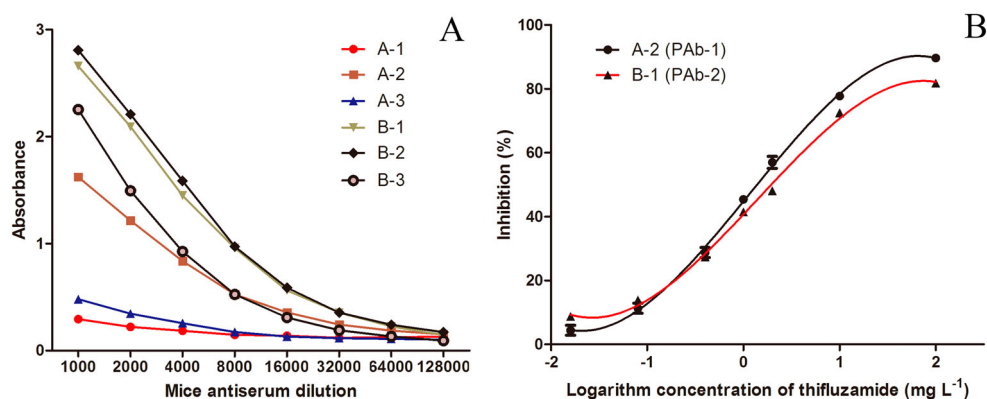 A
3
2
1
0
Absorbance
A-1
A-2
A-3
B-1
B-2
B-3
1000 2000 4000 8000 16000 32000 64000 128000
Mice antiserum dilution
B
100
80
60
40
20
0
Inhibition (%)
A-2 (PAb-1)
B-1 (PAb-2)
-2 -1 0 1 2
Logarithm concentration of thifluzamide (mg L⁻¹)